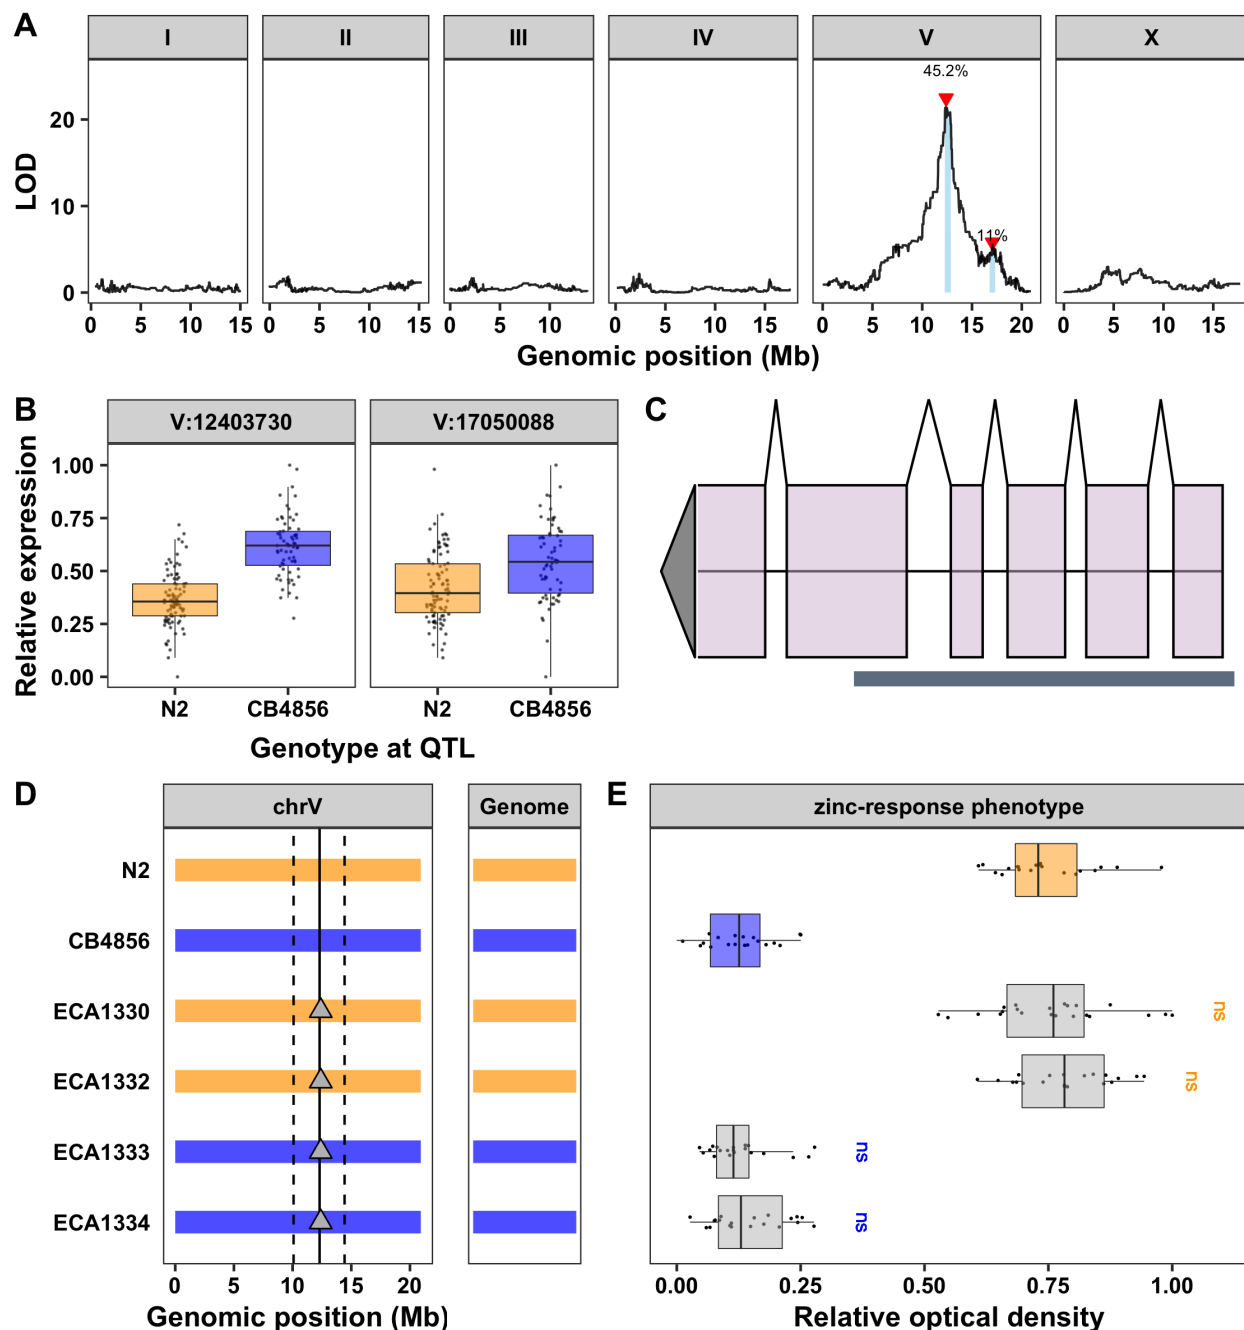 A
I II III IV V X
45.2%
11%
LOD
20
10
0
0 5 10 15 0 5 10 15 0 5 10 0 5 10 15 0 5 10 15 20 0 5 10 15
Genomic position (Mb)
B
V:12403730 V:17050088
Relative expression
1.00
0.75
0.50
0.25
0.00
N2 CB4856 N2 CB4856
Genotype at QTL
C
D
chrV Genome
N2
CB4856
ECA1330
ECA1332
ECA1333
ECA1334
0 5 10 15 20
Genomic position (Mb)
E
zinc-response phenotype
ns
ns
ns
ns
0.00 0.25 0.50 0.75 1.00
Relative optical density